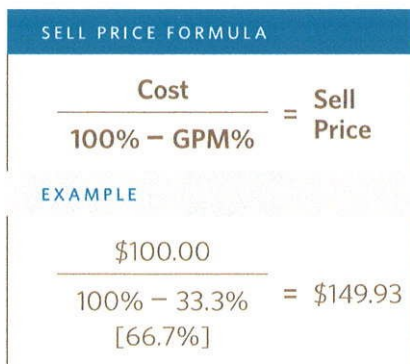 SELL PRICE FORMULA
Cost
100% – GPM%
= Sell Price
EXAMPLE
$100.00
100% – 33.3%
[66.7%]
= $149.93